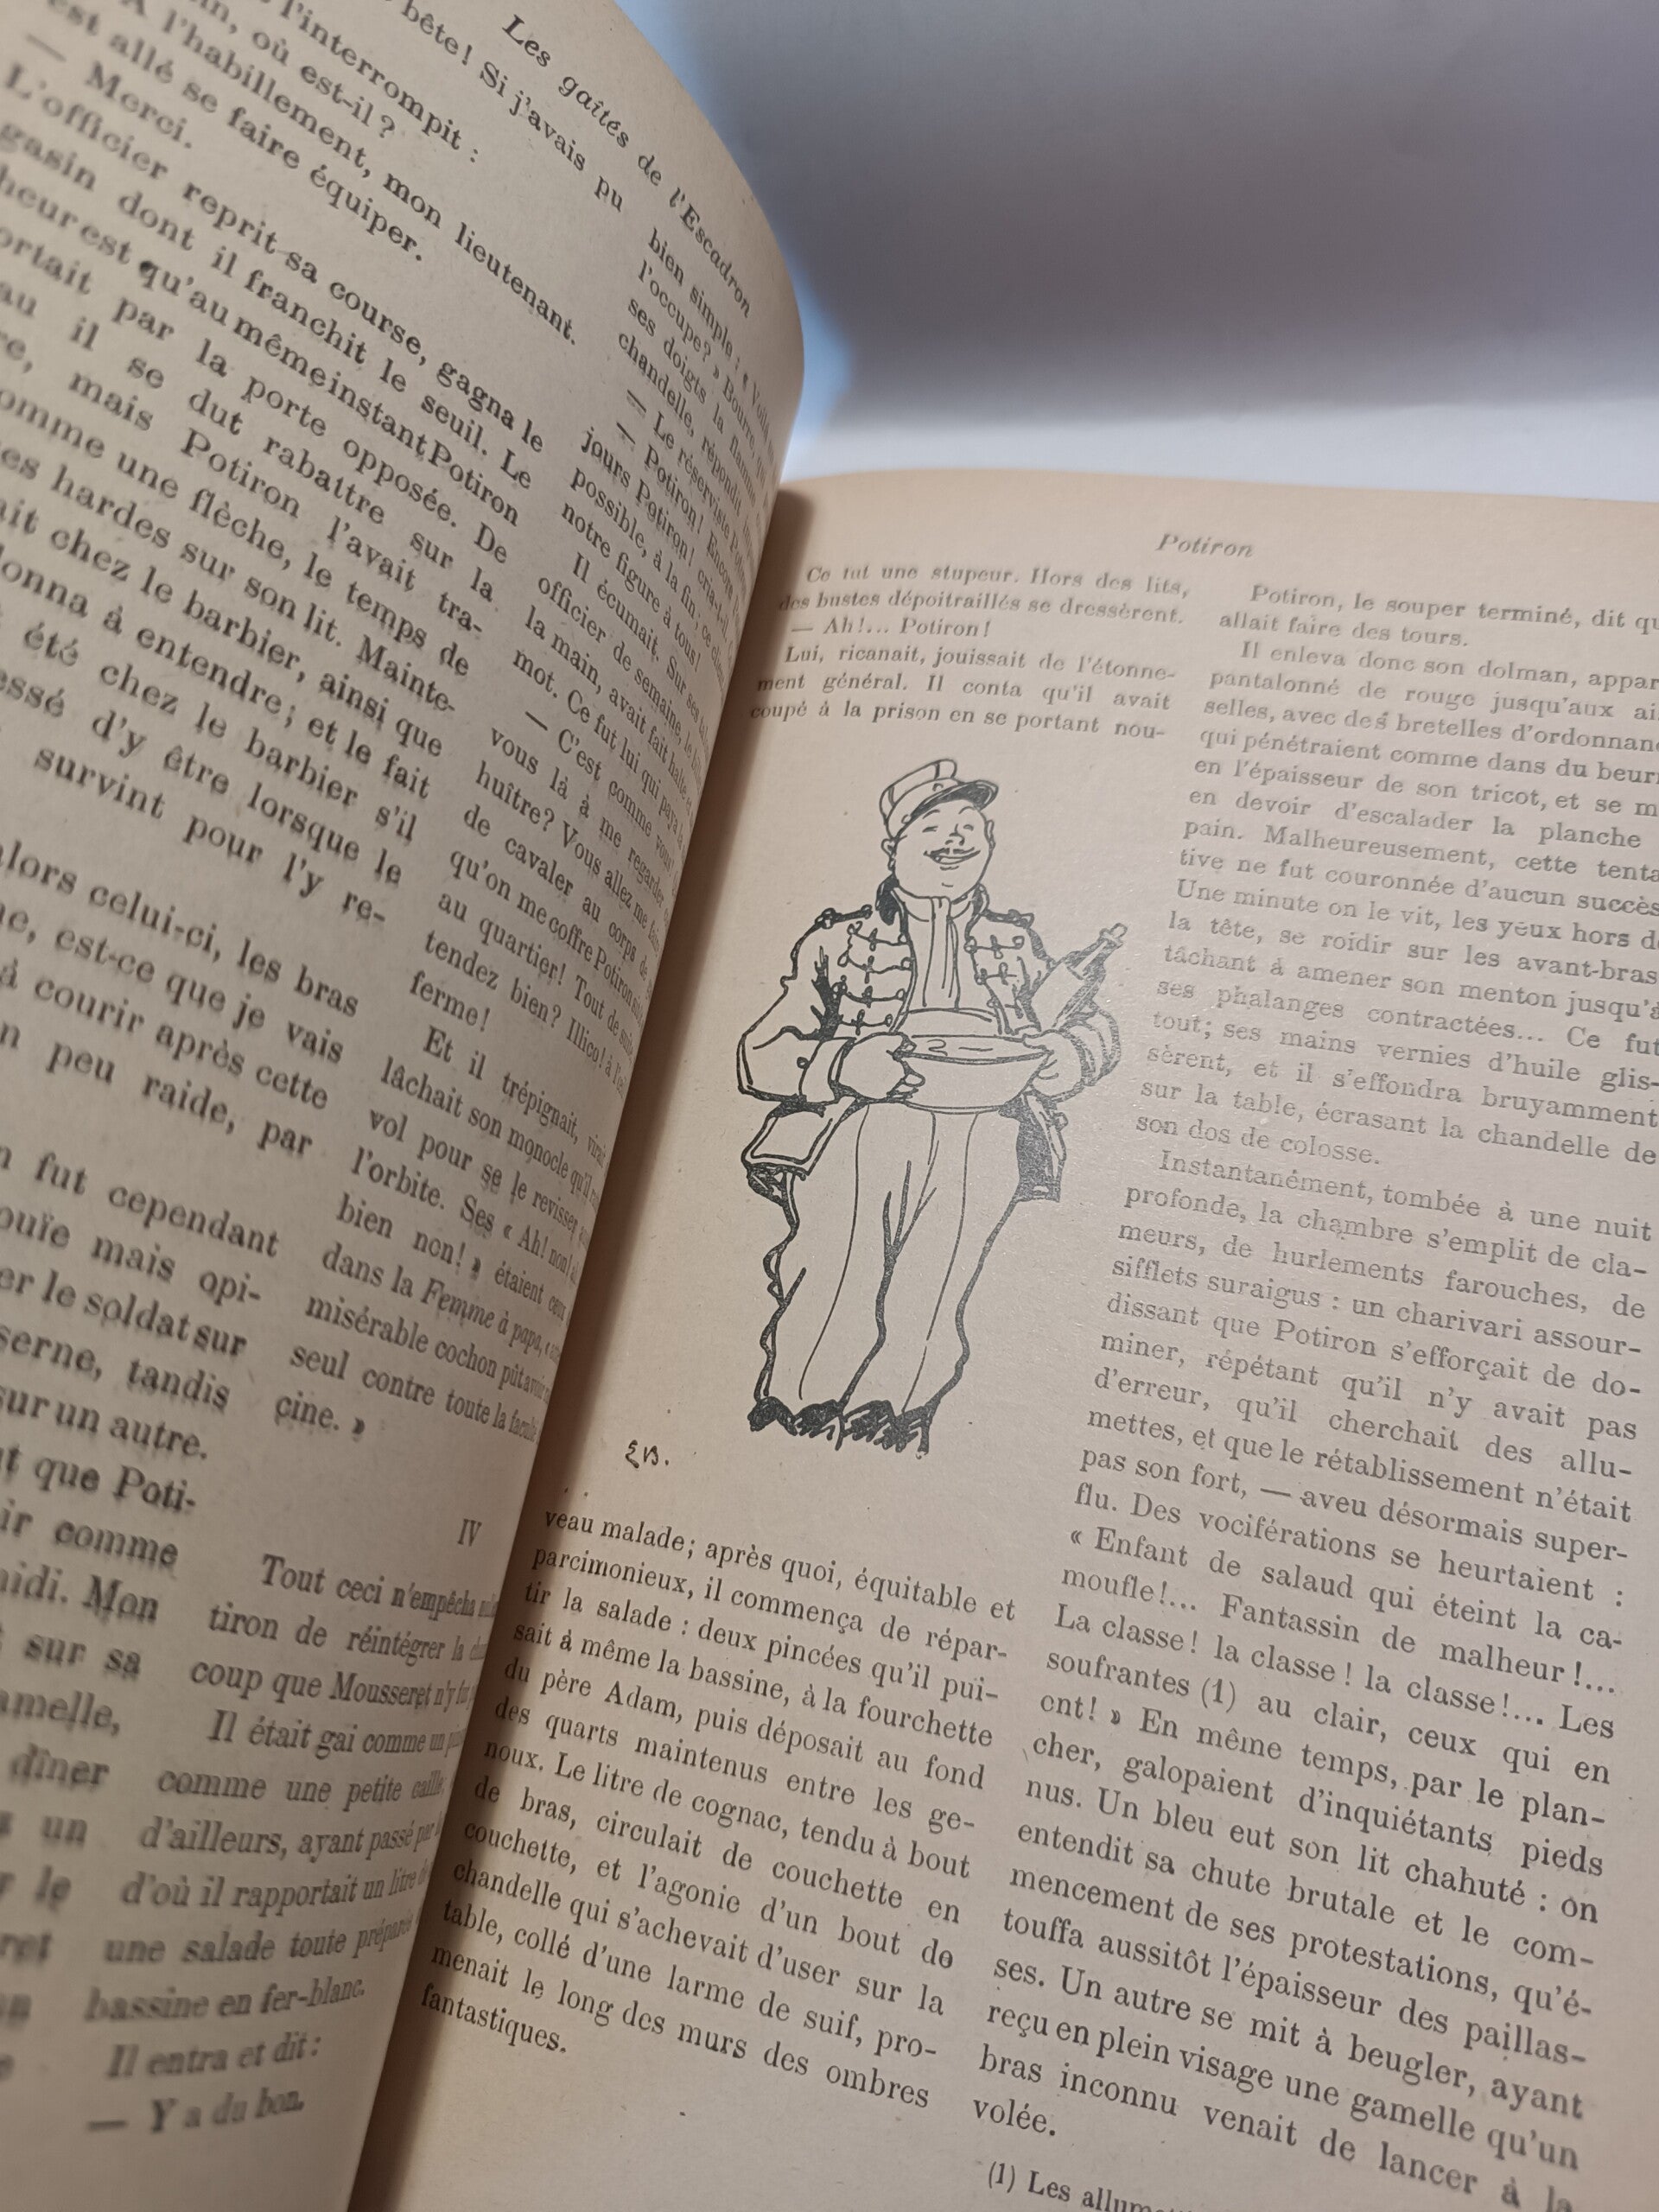 Les gaîtés de l'Escadron
bête! Si j'avais pu
l'interrompit :
où est-il ?
A l'habillement, mon lieutenant.
est allé se faire équiper.
— Merci.
L'officier reprit sa course, gagna le
gasin dont il franchit le seuil. Le
heur est qu'au même instant Potiron
ortait par la porte opposée. De
au il se dut rabattre sur la
re, mais Potiron l'avait tra-
omme une flèche, le temps de
es hardes sur son lit. Mainte-
ait chez le barbier, ainsi que
donna à entendre ; et le fait
été chez le barbier s'il
essé d'y être lorsque le
survint pour l'y re-
alors celui-ci, les bras
ne, est-ce que je vais
à courir après cette
n peu raide, par
n fut cependant
ouïe mais opi-
er le soldat sur
serne, tandis
sur un autre.
t que Poti-
ir comme
midi. Mon
sur sa
amelle,
dîner
un
le
bien simple : « Voilà
l'occupe? » Bourre,
ses doigts la flamme
chandelle, répondit
— Le réserviste
— Potiron! Encore
jours Potiron! cria-t-il.
possible, à la fin ; ce
notre figure à tous!
Il écumait. Sur ses
officier de semaine,
la main, avait fait halte
mot. Ce fut lui qui paya
— C'est comme vous!
vous là à me regarder
huître? Vous allez me faire
de cavaler au corps de
qu'on me coffre Potiron
au quartier! Tout de suite
tendez bien? Illico! à
ferme!
Et il trépignait, virait
lâchait son monocle qu'il
vol pour se le revisser
l'orbite. Ses « Ah! non!
bien non! » étaient ceux
dans la Femme à papa, «
misérable cochon pût avoir
seul contre toute la faculté
cine. »
IV
Tout ceci n'empêcha
tiron de réintégrer la
coup que Mousseret n'y
Il était gai comme un
comme une petite caille,
d'ailleurs, ayant passé par
d'où il rapportait un litre
une salade toute préparée
bassine en fer-blanc.
Il entra et dit :
— Y a du bon.
Potiron
Ce fut une stupeur. Hors des lits,
des bustes dépoitraillés se dressèrent.
— Ah!... Potiron!
Lui, ricanait, jouissait de l'étonne-
ment général. Il conta qu'il avait
coupé à la prison en se portant nou-
EB.
veau malade ; après quoi, équitable et
parcimonieux, il commença de répar-
tir la salade : deux pincées qu'il pui-
sait à même la bassine, à la fourchette
du père Adam, puis déposait au fond
des quarts maintenus entre les ge-
noux. Le litre de cognac, tendu à bout
de bras, circulait de couchette en
couchette, et l'agonie d'un bout de
chandelle qui s'achevait d'user sur la
table, collé d'une larme de suif, pro-
menait le long des murs des ombres
fantastiques.
Potiron, le souper terminé, dit qu
allait faire des tours.
Il enleva donc son dolman, appar
pantalonné de rouge jusqu'aux ai
selles, avec des bretelles d'ordonnan
qui pénétraient comme dans du beur
en l'épaisseur de son tricot, et se m
en devoir d'escalader la planche
pain. Malheureusement, cette tenta
tive ne fut couronnée d'aucun succès
Une minute on le vit, les yeux hors d
la tête, se roidir sur les avant-bras
tâchant à amener son menton jusqu'à
ses phalanges contractées... Ce fut
tout ; ses mains vernies d'huile glis-
sèrent, et il s'effondra bruyamment
sur la table, écrasant la chandelle de
son dos de colosse.
Instantanément, tombée à une nuit
profonde, la chambre s'emplit de cla-
meurs, de hurlements farouches, de
sifflets suraigus : un charivari assour-
dissant que Potiron s'efforçait de do-
miner, répétant qu'il n'y avait pas
d'erreur, qu'il cherchait des allu-
mettes, et que le rétablissement n'était
pas son fort, — aveu désormais super-
flu. Des vociférations se heurtaient :
« Enfant de salaud qui éteint la ca-
moufle!... Fantassin de malheur!...
La classe! la classe! la classe!... Les
soufrantes (1) au clair, ceux qui en
ont! » En même temps, par le plan-
cher, galopaient d'inquiétants pieds
nus. Un bleu eut son lit chahuté : on
entendit sa chute brutale et le com-
mencement de ses protestations, qu'é-
touffa aussitôt l'épaisseur des paillas-
ses. Un autre se mit à beugler, ayant
reçu en plein visage une gamelle qu'un
bras inconnu venait de lancer à la
volée.
(1) Les allumet